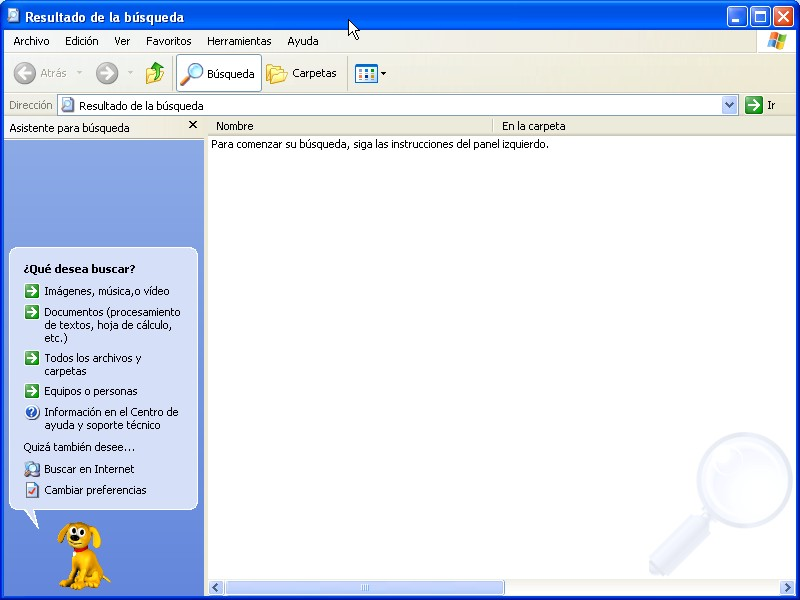 Resultado de la búsqueda
Archivo Edición Ver Favoritos Herramientas Ayuda
Atrás Búsqueda Carpetas
Dirección Resultado de la búsqueda Ir
Asistente para búsqueda
Nombre En la carpeta
Para comenzar su búsqueda, siga las instrucciones del panel izquierdo.
¿Qué desea buscar?
Imágenes, música,o vídeo
Documentos (procesamiento
de textos, hoja de cálculo,
etc.)
Todos los archivos y
carpetas
Equipos o personas
Información en el Centro de
ayuda y soporte técnico
Quizá también desee...
Buscar en Internet
Cambiar preferencias